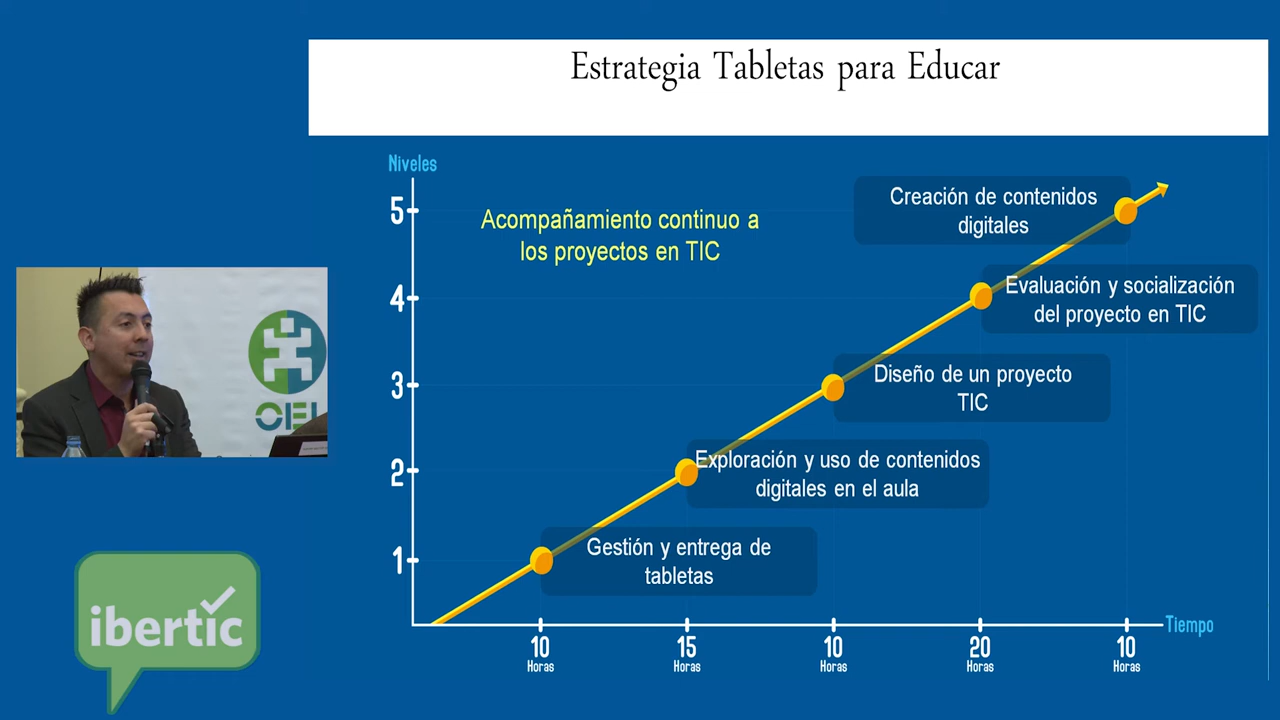 Estrategia Tabletas para Educar
Niveles
5
4
3
2
1
Acompañamiento continuo a
los proyectos en TIC
Creación de contenidos
digitales
Evaluación y socialización
del proyecto en TIC
Diseño de un proyecto
TIC
Exploración y uso de contenidos
digitales en el aula
Gestión y entrega de
tabletas
10
Horas
15
Horas
10
Horas
20
Horas
10
Horas
Tiempo
OEI
ibertic